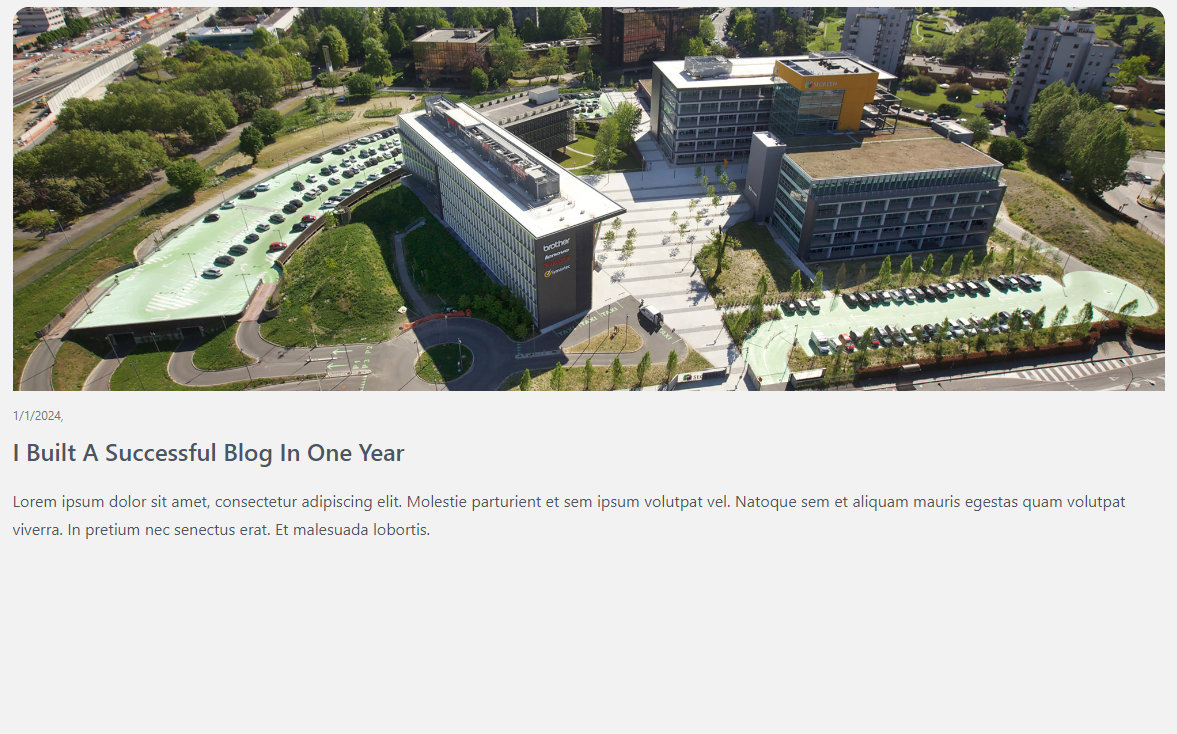 brother
Symantec
1/1/2024,
I Built A Successful Blog In One Year
Lorem ipsum dolor sit amet, consectetur adipiscing elit. Molestie parturient et sem ipsum volutpat vel. Natoque sem et aliquam mauris egestas quam volutpat
viverra. In pretium nec senectus erat. Et malesuada lobortis.